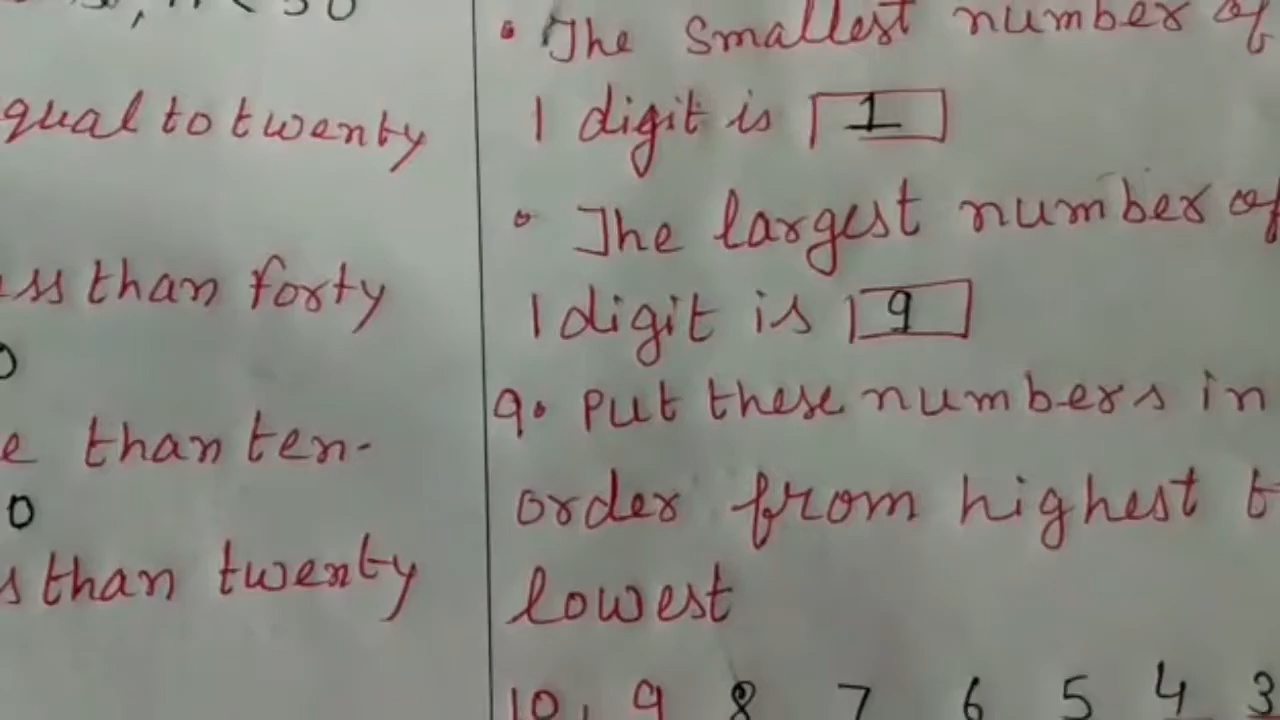 , n < 30
qual to twenty
ss than forty
e than ten.
0
s than twenty
• The smallest number of
1 digit is 1
• The largest number of
1 digit is 9
9. Put these numbers in
order from highest t
lowest
10, 9 8 7 6 5 4 3